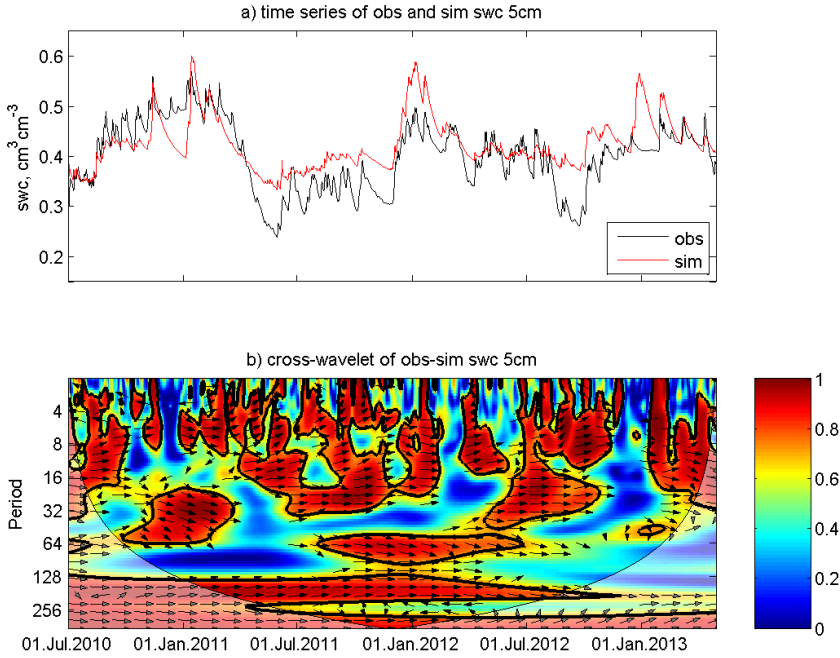 a) time series of obs and sim swc 5cm
swc, cm³cm⁻³
0.6
0.5
0.4
0.3
0.2
obs
sim
b) cross-wavelet of obs-sim swc 5cm
Period
4
8
16
32
64
128
256
01.Jul.2010 01.Jan.2011 01.Jul.2011 01.Jan.2012 01.Jul.2012 01.Jan.2013
1
0.8
0.6
0.4
0.2
0